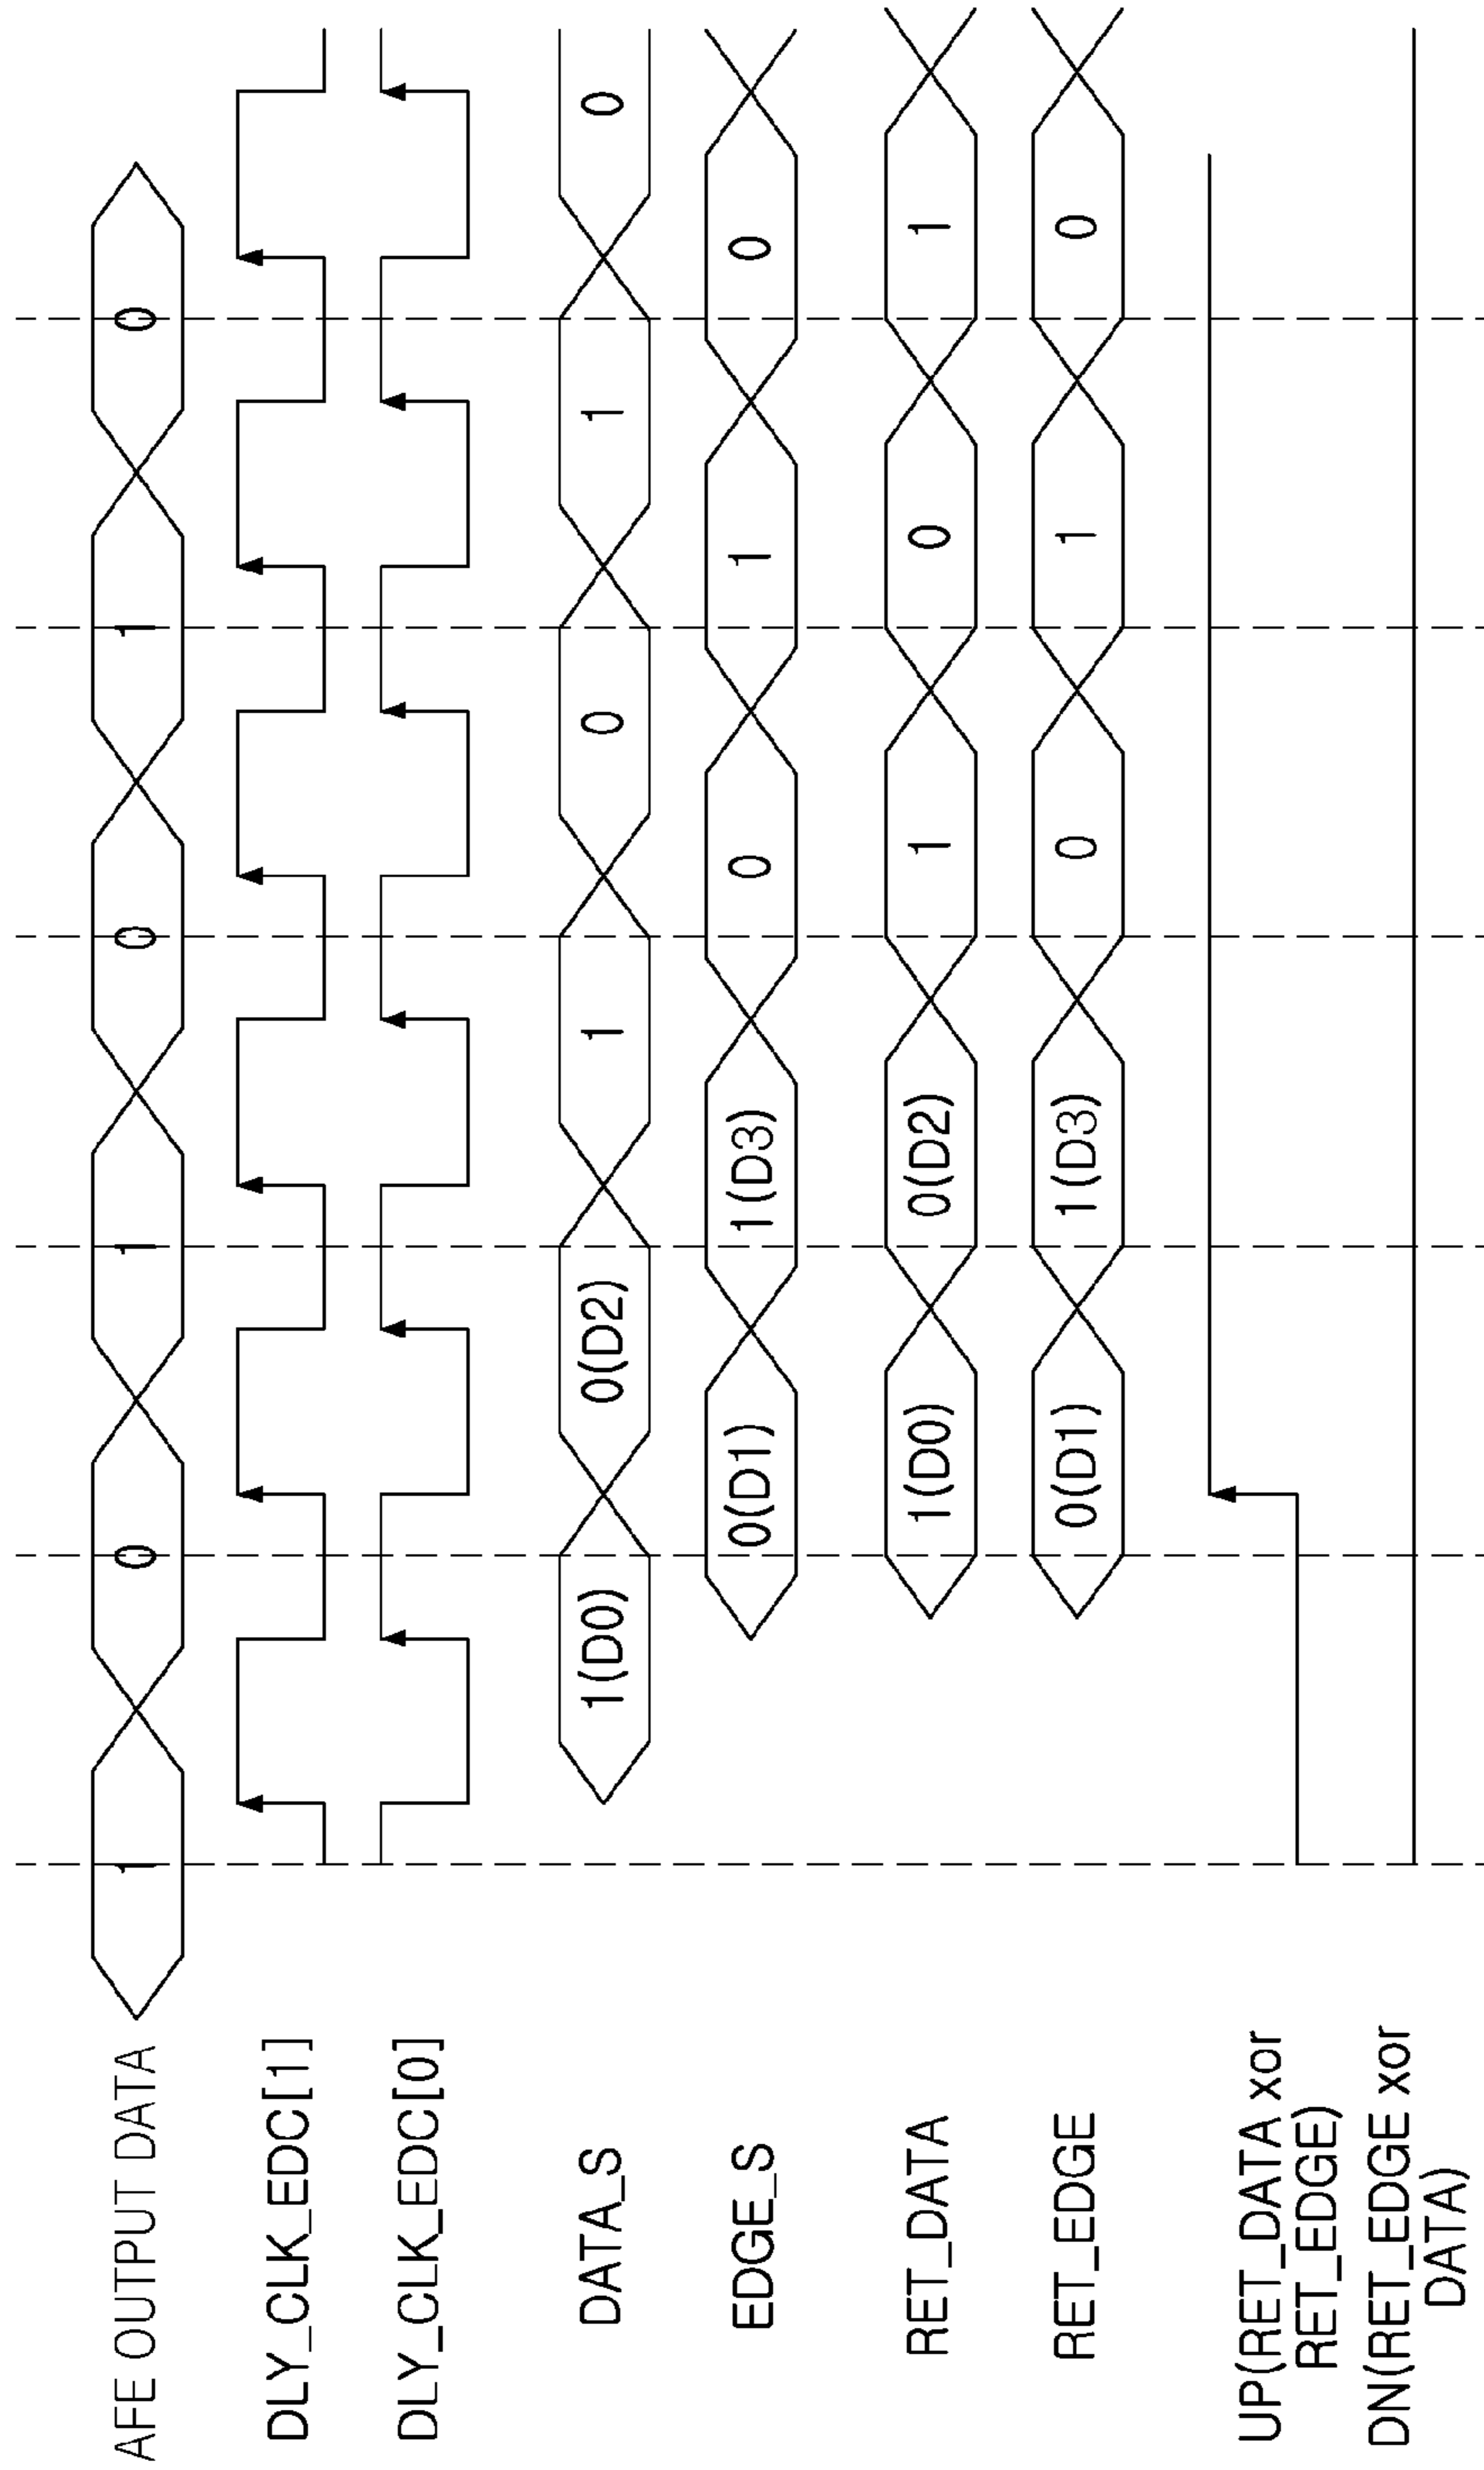 AFE OUTPUT DATA
1 0 1 0 1 0
DLY_CLK_EDC[1]
DLY_CLK_EDC[0]
DATA_S
1(D0) 0(D2) 1 0 1 0
EDGE_S
0(D1) 1(D3) 0 1 0
RET_DATA
1(D0) 0(D2) 1 0 1
RET_EDGE
0(D1) 1(D3) 0 1 0
UP(RET_DATA xor
RET_EDGE)
DN(RET_EDGE xor
DATA)